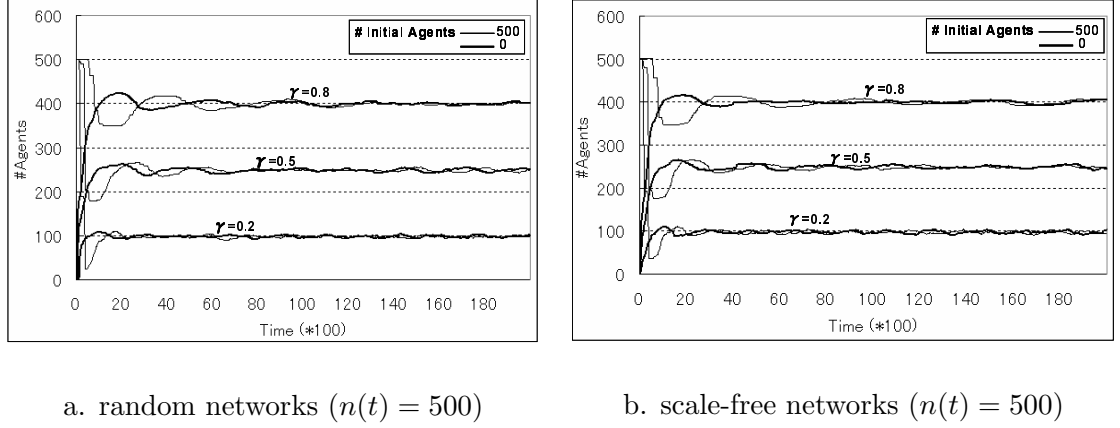 600
500
400
300
200
100
0
#Agents
# Initial Agents 500
0
γ=0.8
γ=0.5
γ=0.2
0 20 40 60 80 100 120 140 160 180
Time (*100)
a. random networks (n(t) = 500)
600
500
400
300
200
100
0
#Agents
# Initial Agents 500
0
γ=0.8
γ=0.5
γ=0.2
0 20 40 60 80 100 120 140 160 180
Time (*100)
b. scale-free networks (n(t) = 500)